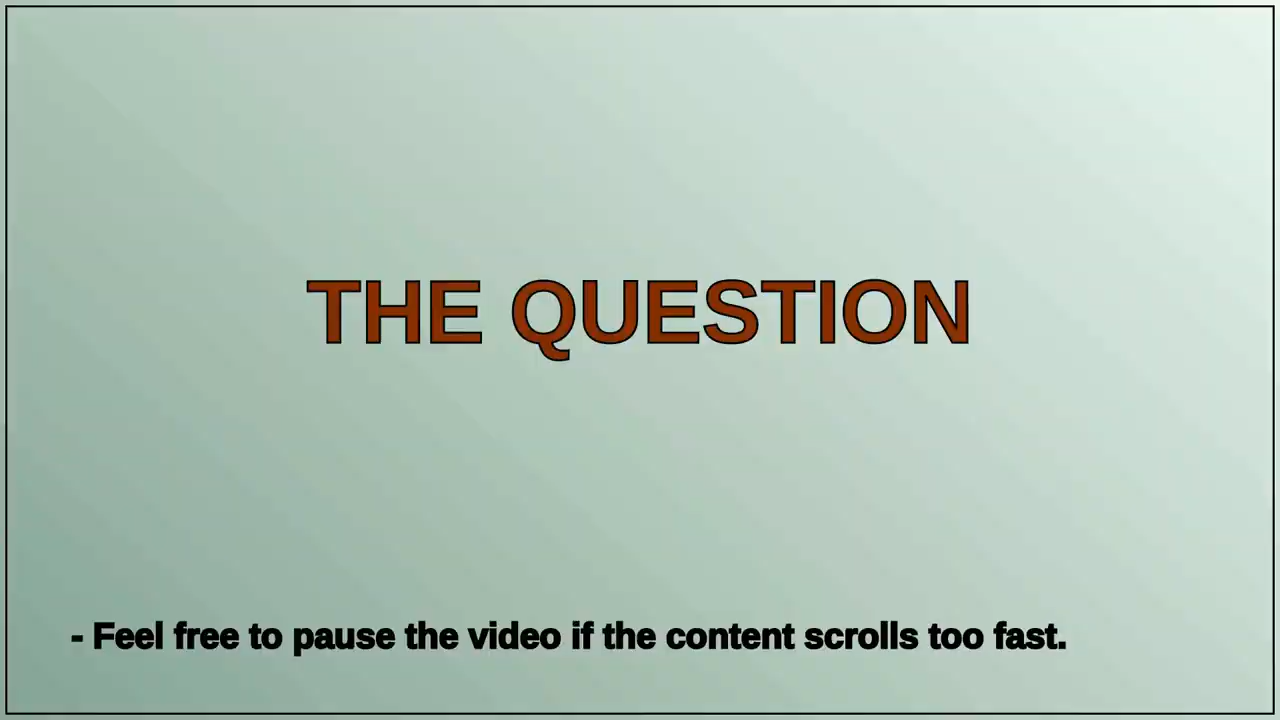 THE QUESTION
- Feel free to pause the video if the content scrolls too fast.